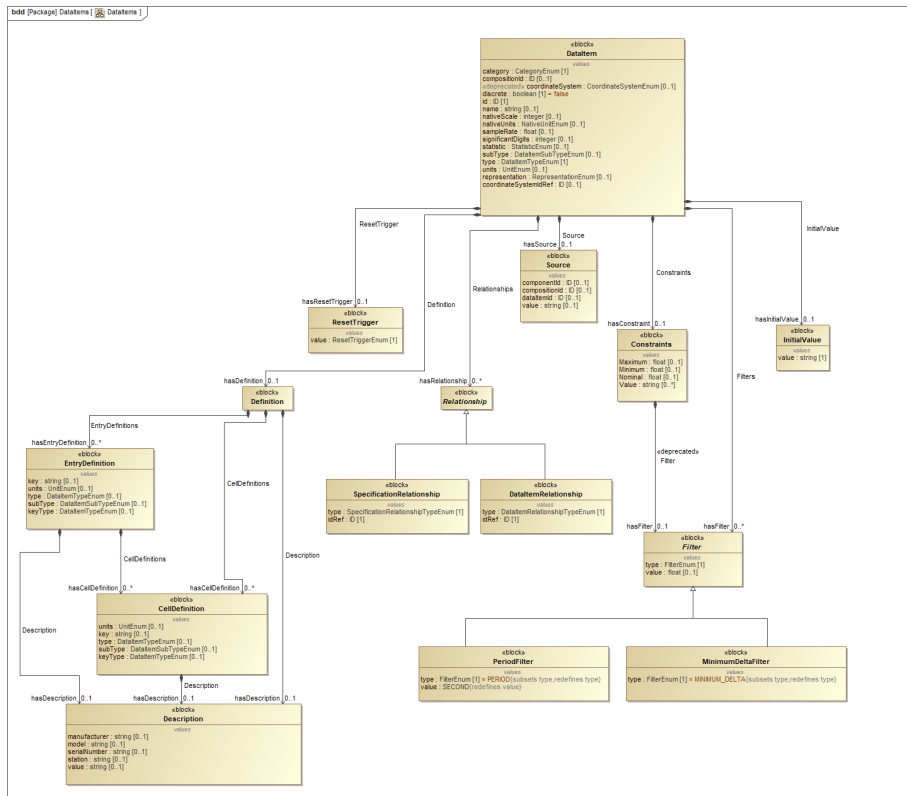 bdd [Package] DataItems [ DataItems ]
«block»
DataItem
values
category : CategoryEnum [1]
compositionId : ID [0..1]
«deprecated» coordinateSystem : CoordinateSystemEnum [0..1]
discrete : boolean [1] = false
id : ID [1]
name : string [0..1]
nativeScale : integer [0..1]
nativeUnits : NativeUnitEnum [0..1]
sampleRate : float [0..1]
significantDigits : integer [0..1]
statistic : StatisticEnum [0..1]
subType : DataItemSubTypeEnum [0..1]
type : DataItemTypeEnum [1]
units : UnitEnum [0..1]
representation : RepresentationEnum [0..1]
coordinateSystemIdRef : ID [0..1]
ResetTrigger
hasResetTrigger 0..1
«block»
ResetTrigger
values
value : ResetTriggerEnum [1]
Definition
hasDefinition 0..1
«block»
Definition
Relationships
hasRelationship 0..*
«block»
Relationship
Source
hasSource 0..1
«block»
Source
values
componentId : ID [0..1]
compositionId : ID [0..1]
dataItemId : ID [0..1]
value : string [0..1]
Constraints
hasConstraint 0..1
«block»
Constraints
values
Maximum : float [0..1]
Minimum : float [0..1]
Nominal : float [0..1]
Value : string [0..*]
Filters
InitialValue
hasInitialValue 0..1
«block»
InitialValue
values
value : string [1]
EntryDefinitions
hasEntryDefinition 0..*
«block»
EntryDefinition
values
key : string [0..1]
units : UnitEnum [0..1]
type : DataItemTypeEnum [0..1]
subType : DataItemSubTypeEnum [0..1]
keyType : DataItemTypeEnum [0..1]
CellDefinitions
Description
«block»
SpecificationRelationship
values
type : SpecificationRelationshipTypeEnum [1]
idRef : ID [1]
«block»
DataItemRelationship
values
type : DataItemRelationshipTypeEnum [1]
idRef : ID [1]
«deprecated»
Filter
hasFilter 0..1
hasFilter 0..*
«block»
Filter
values
type : FilterEnum [1]
value : float [0..1]
CellDefinitions
hasCellDefinition 0..*
hasCellDefinition 0..*
«block»
CellDefinition
values
units : UnitEnum [0..1]
key : string [0..1]
type : DataItemTypeEnum [0..1]
subType : DataItemSubTypeEnum [0..1]
keyType : DataItemTypeEnum [0..1]
Description
Description
hasDescription 0..1
hasDescription 0..1
hasDescription 0..1
«block»
Description
values
manufacturer : string [0..1]
model : string [0..1]
serialNumber : string [0..1]
station : string [0..1]
value : string [0..1]
«block»
PeriodFilter
values
type : FilterEnum [1] = PERIOD{subsets type,redefines type}
value : SECOND{redefines value}
«block»
MinimumDeltaFilter
values
type : FilterEnum [1] = MINIMUM_DELTA{subsets type,redefines type}